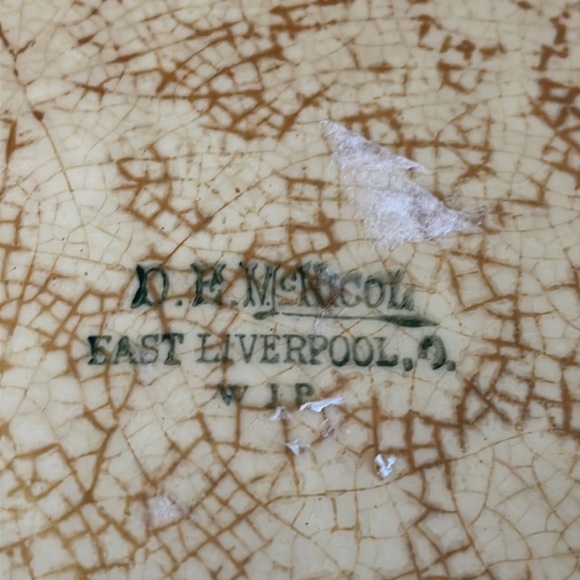 D. E. McNicol
EAST LIVERPOOL, O.
W I P